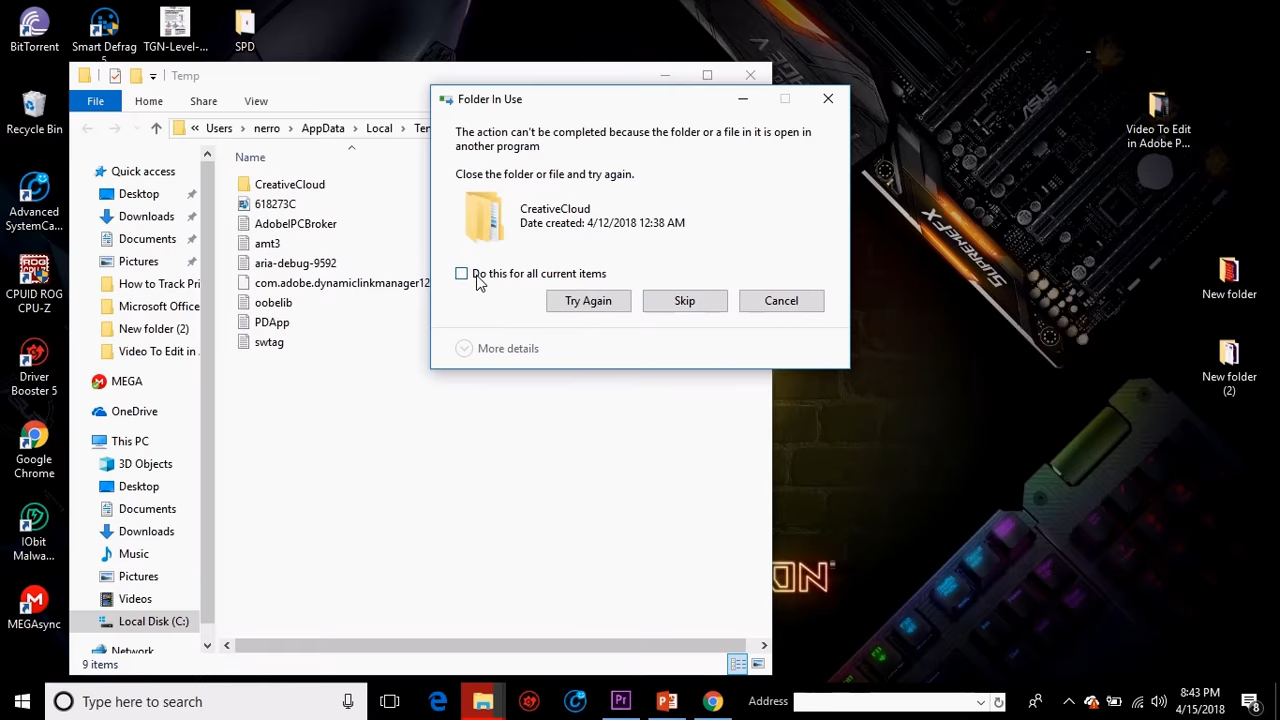 BitTorrent
Smart Defrag
5
TGN-Level-...
SPD
Temp
File
Home
Share
View
Users
nerro
AppData
Local
Name
Quick access
Desktop
Downloads
Documents
Pictures
How to Track Pri
Microsoft Office
New folder (2)
Video To Edit in
MEGA
OneDrive
This PC
3D Objects
Desktop
Documents
Downloads
Music
Pictures
Videos
Local Disk (C:)
Network
CreativeCloud
618273C
AdobeIPCBroker
amt3
aria-debug-9592
com.adobe.dynamiclinkmanager12
oobelib
PDApp
swtag
9 items
Folder In Use
The action can't be completed because the folder or a file in it is open in
another program
Close the folder or file and try again.
CreativeCloud
Date created: 4/12/2018 12:38 AM
Do this for all current items
Try Again
Skip
Cancel
More details
Recycle Bin
Advanced
SystemCa...
CPUID ROG
CPU-Z
Driver
Booster 5
Google
Chrome
IObit
Malwa...
MEGAsync
Video To Edit
in Adobe P...
New folder
New folder
(2)
SUPREMEFX
Type here to search
Pr
Address
8:43 PM
4/15/2018
8